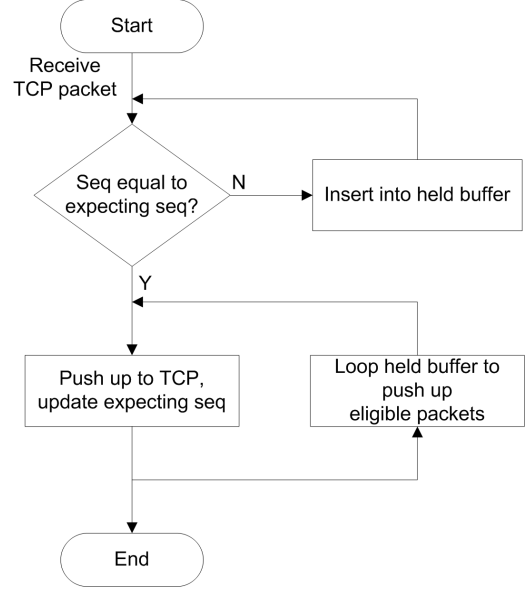 Start
Receive
TCP packet
Seq equal to
expecting seq?
N
Insert into held buffer
Y
Push up to TCP,
update expecting seq
Loop held buffer to
push up
eligible packets
End